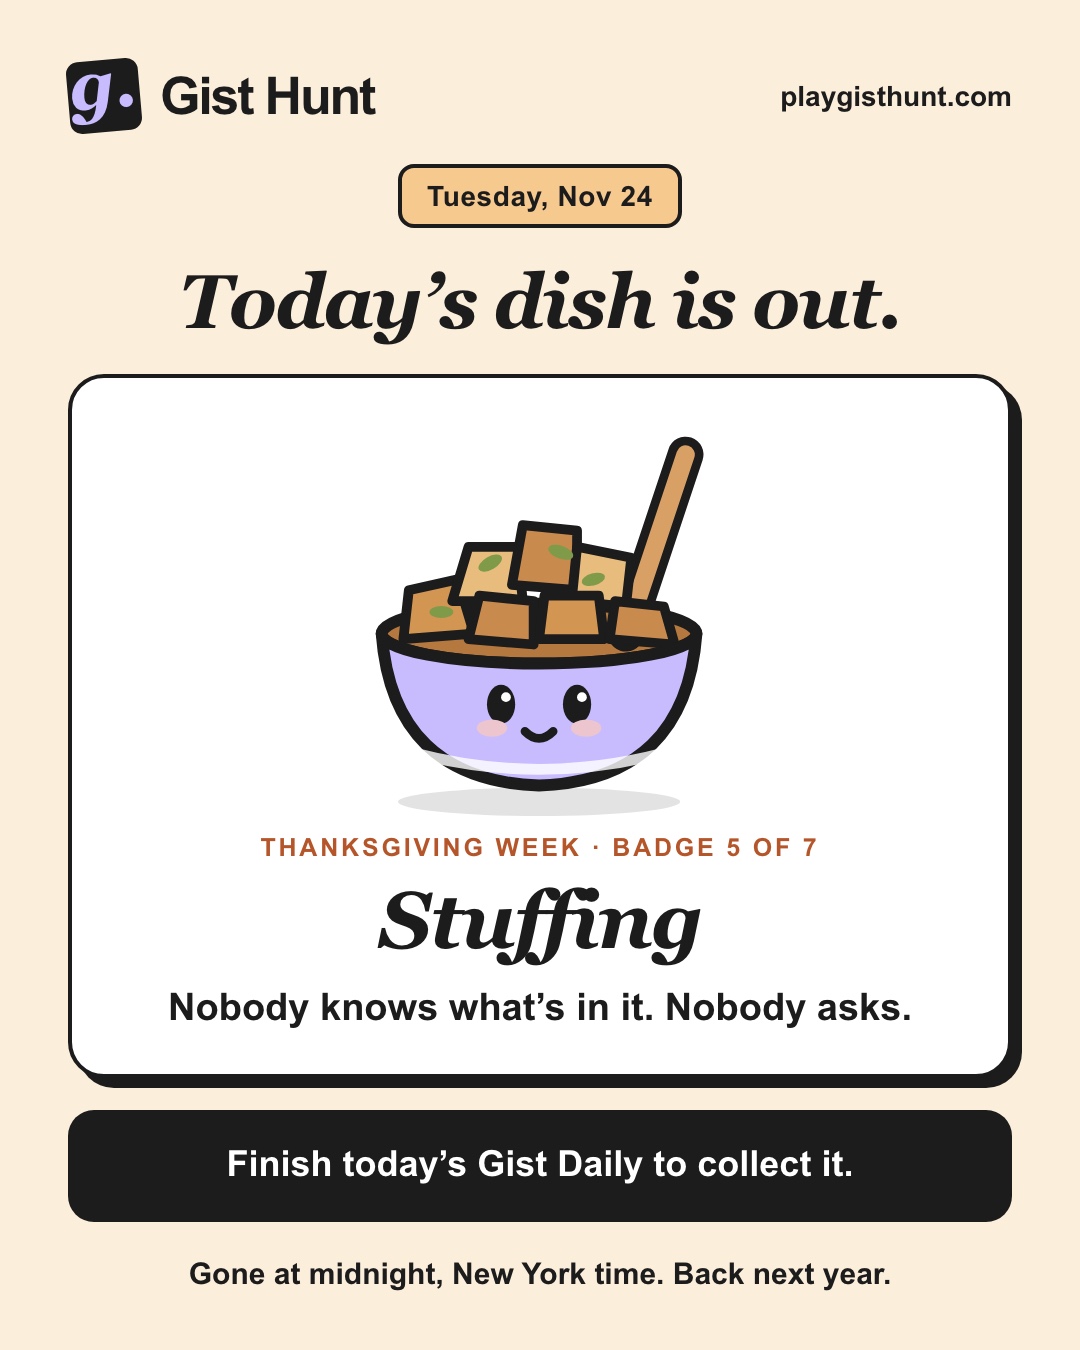 g.
Gist Hunt
playgisthunt.com
Tuesday, Nov 24
Today’s dish is out.
THANKSGIVING WEEK · BADGE 5 OF 7
Stuffing
Nobody knows what’s in it. Nobody asks.
Finish today’s Gist Daily to collect it.
Gone at midnight, New York time. Back next year.